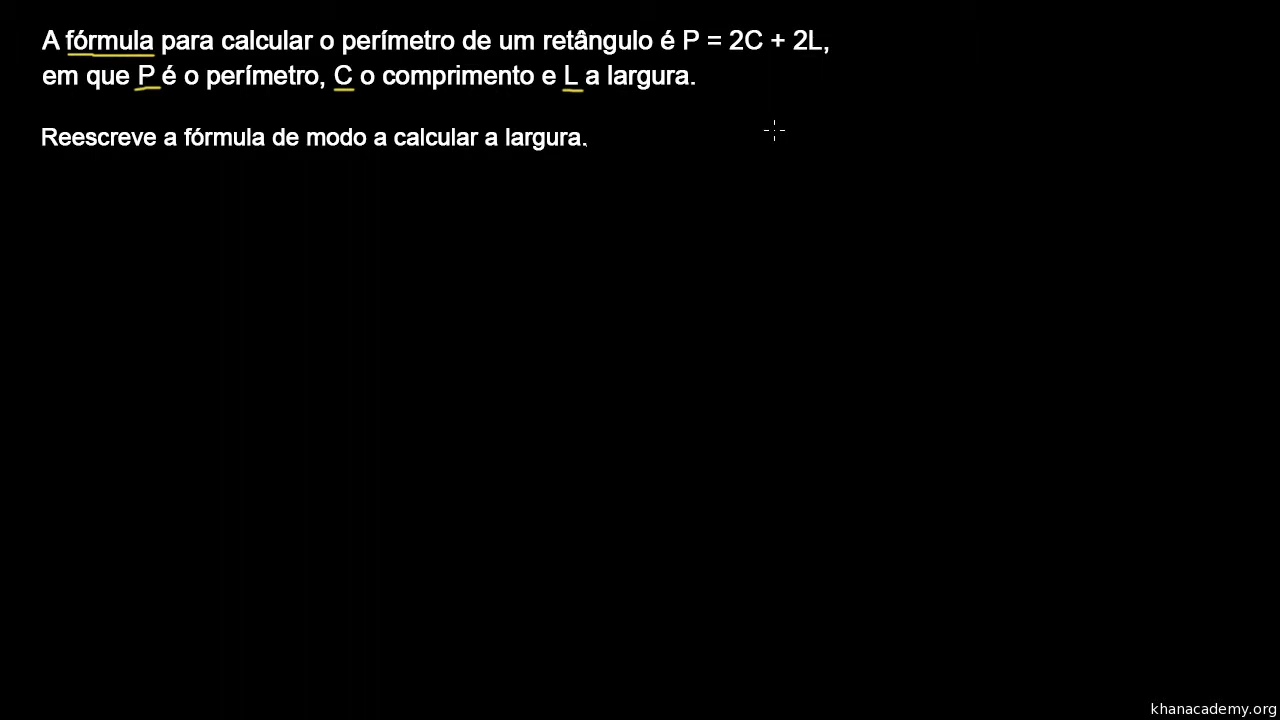 A fórmula para calcular o perímetro de um retângulo é P = 2C + 2L,
em que P é o perímetro, C o comprimento e L a largura.
Reescreve a fórmula de modo a calcular a largura.
khanacademy.org